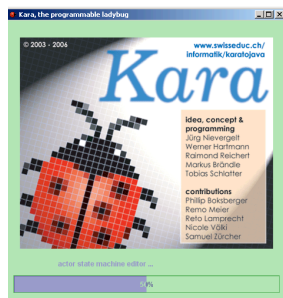 Kara, the programmable ladybug
© 2003 - 2006
www.swisseduc.ch/
informatik/karatojava
Kara
idea, concept &
programming
Jürg Nievergelt
Werner Hartmann
Raimond Reichert
Markus Brändle
Tobias Schlatter
contributions
Phillip Boksberger
Remo Meier
Reto Lamprecht
Nicole Völki
Samuel Zürcher
actor state machine editor ...
50%